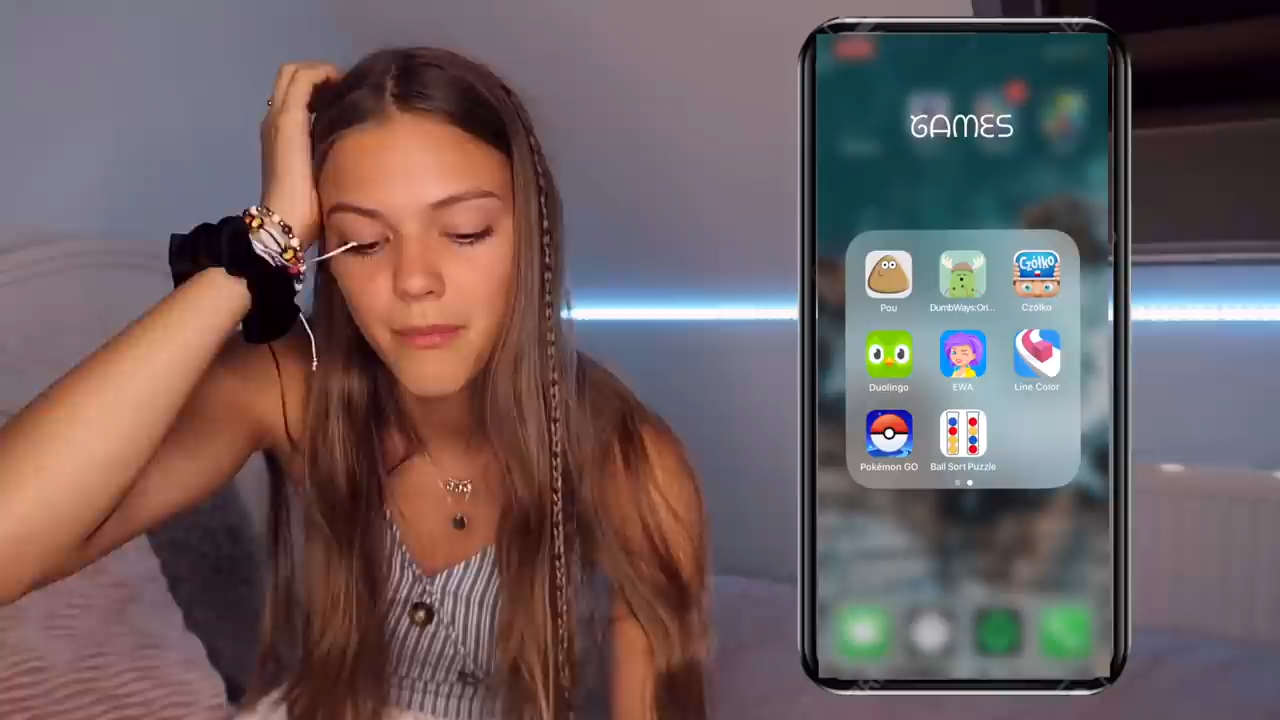 GAMES
Pou
DumbWays:Ori...
Czółko
Czółko
Duolingo
EWA
Line Color
Pokémon GO
Ball Sort Puzzle